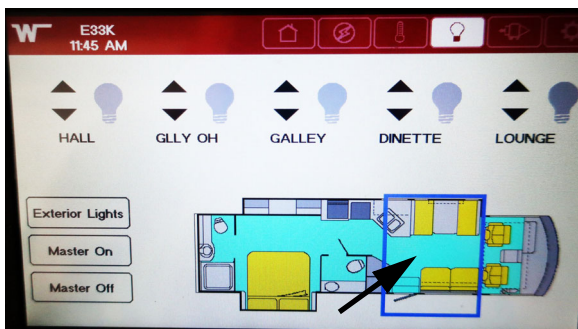 W
E33K
11:45 AM
HALL
GLLY OH
GALLEY
DINETTE
LOUNGE
Exterior Lights
Master On
Master Off